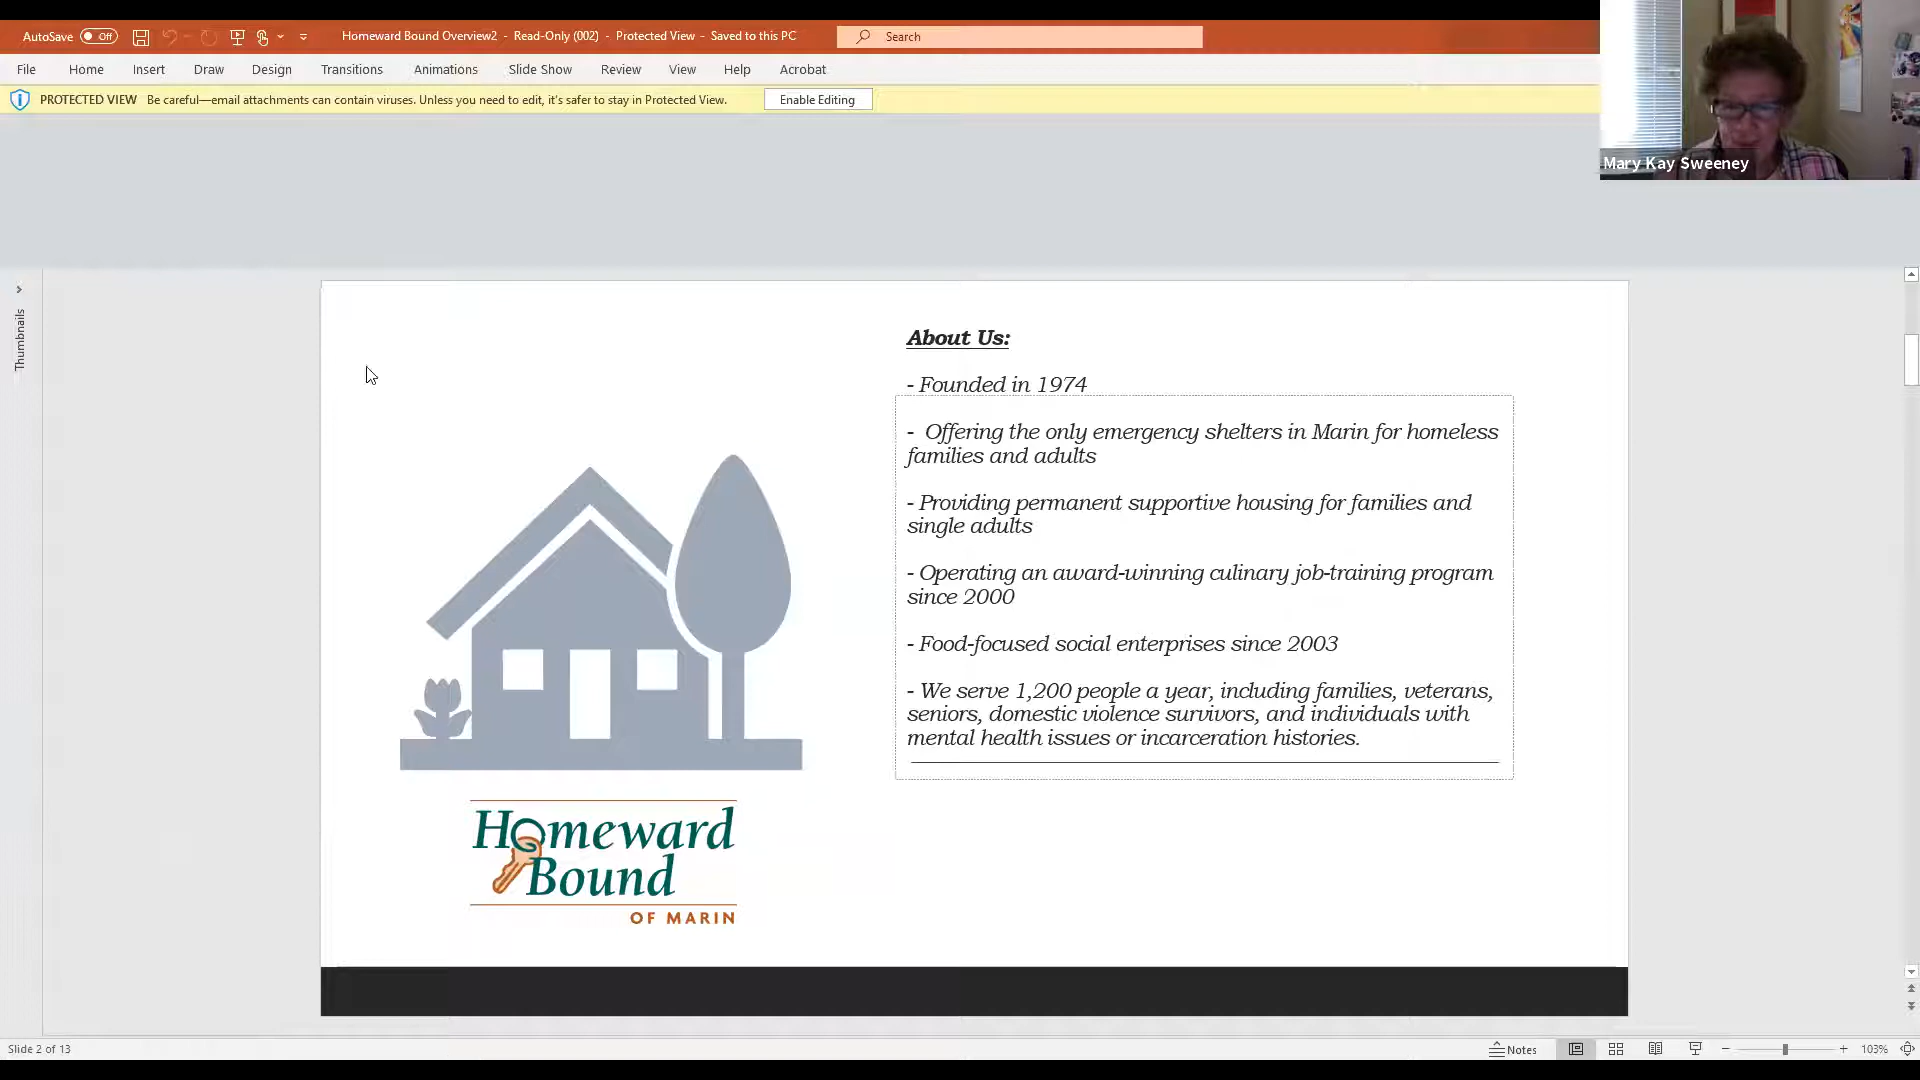 AutoSave Off
Homeward Bound Overview2 - Read-Only (002) - Protected View - Saved to this PC
Search
File Home Insert Draw Design Transitions Animations Slide Show Review View Help Acrobat
PROTECTED VIEW Be careful—email attachments can contain viruses. Unless you need to edit, it's safer to stay in Protected View.
Enable Editing
Mary Kay Sweeney
Thumbnails
About Us:
- Founded in 1974
- Offering the only emergency shelters in Marin for homeless
families and adults
- Providing permanent supportive housing for families and
single adults
- Operating an award-winning culinary job-training program
since 2000
- Food-focused social enterprises since 2003
- We serve 1,200 people a year, including families, veterans,
seniors, domestic violence survivors, and individuals with
mental health issues or incarceration histories.
Homeward
Bound
OF MARIN
Slide 2 of 13
Notes
103%